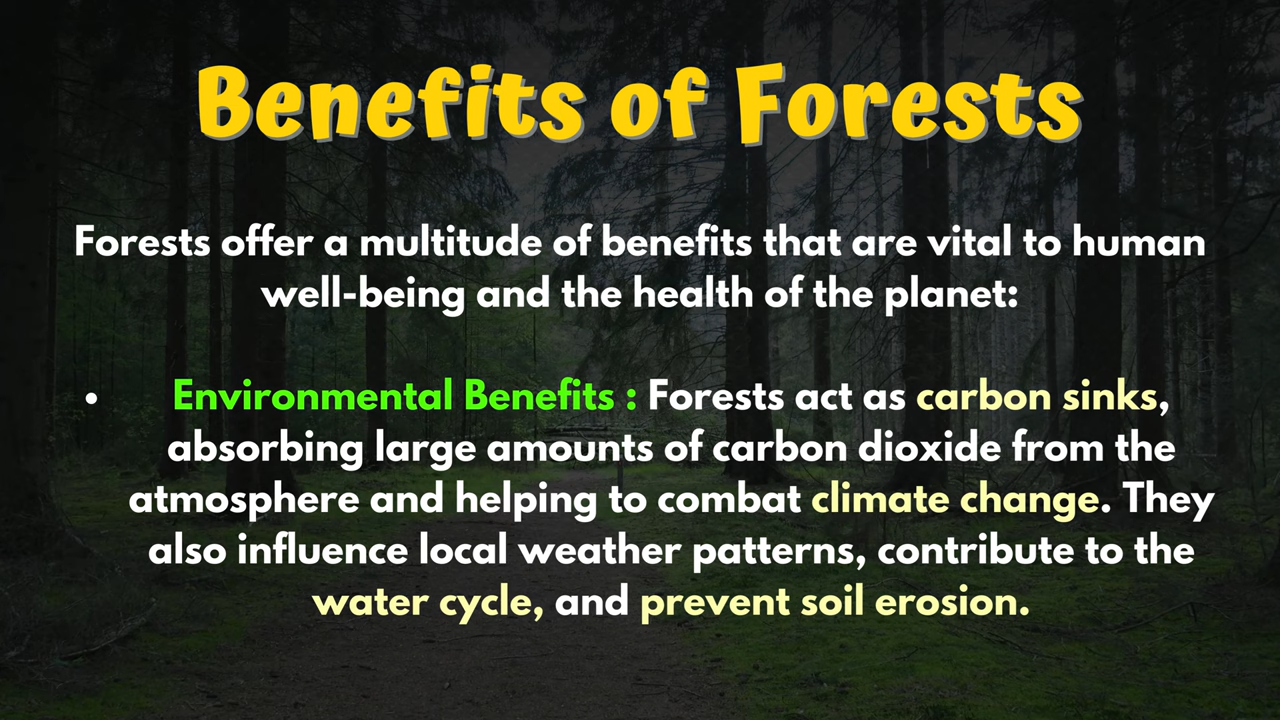 Benefits of Forests
Forests offer a multitude of benefits that are vital to human
well-being and the health of the planet:
• Environmental Benefits : Forests act as carbon sinks,
absorbing large amounts of carbon dioxide from the
atmosphere and helping to combat climate change. They
also influence local weather patterns, contribute to the
water cycle, and prevent soil erosion.